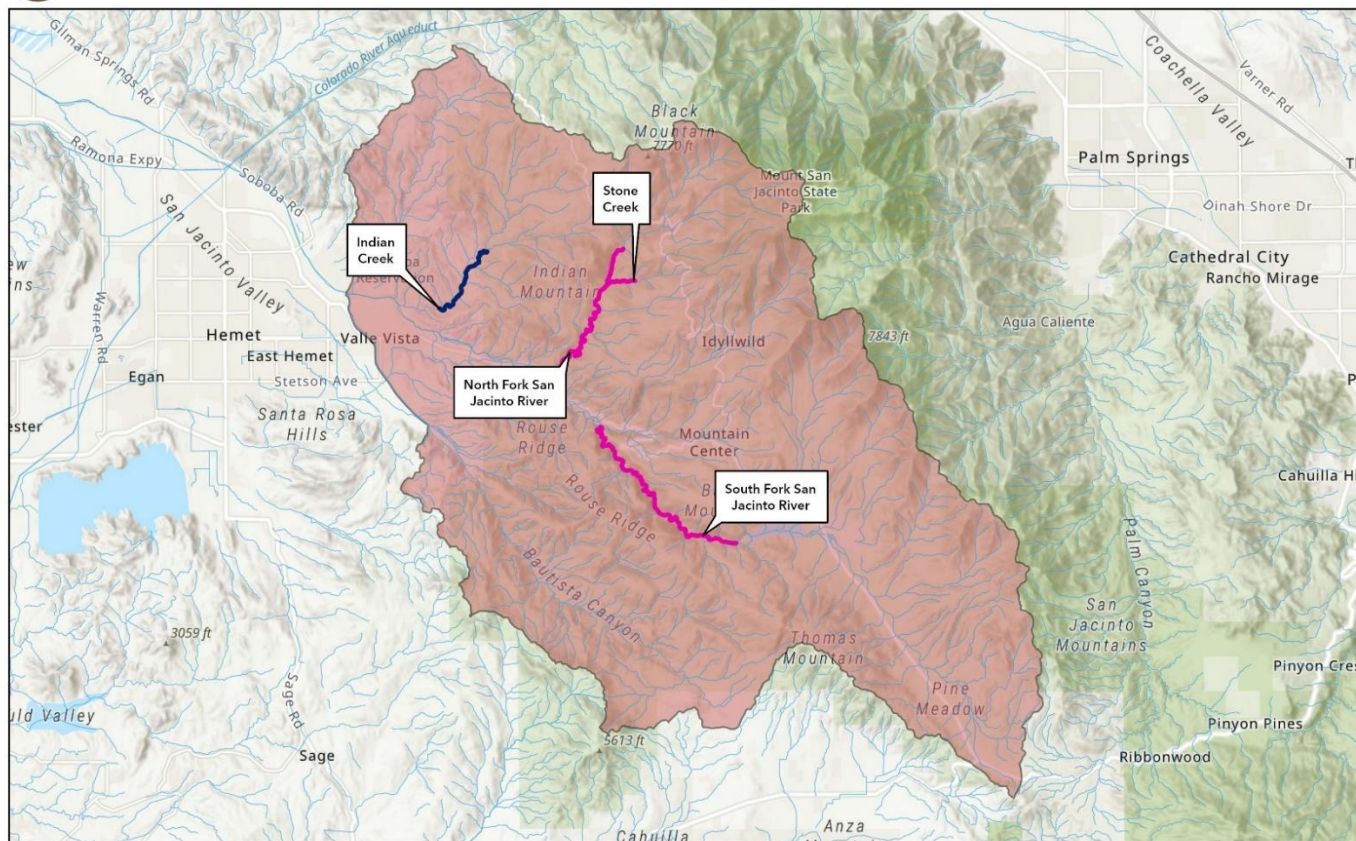 Gilman Springs Rd
Colorado River Aqueduct
Coachella Valley
Varner Rd
Black
Mountain
7770 ft
Ramona Expy
Palm Springs
Soboba Rd
Stone
Creek
Mount San
Jacinto State
Park
Dinah Shore Dr
San Jacinto Valley
Indian
Creek
Reservation
Indian
Mountain
Cathedral City
Rancho Mirage
Warren Rd
Hemet
Valle Vista
East Hemet
Idyllwild
7843 ft
Agua Caliente
Egan
Stetson Ave
North Fork San
Jacinto River
Santa Rosa
Hills
Rouse
Ridge
Mountain
Center
South Fork San
Jacinto River
Rouse Ridge
Cahuilla H
Palm Canyon
Bautista Canyon
San
Jacinto
Mountains
3059 ft
Thomas
Mountain
Pine
Meadow
Pinyon Cres
Sage Rd
uld Valley
Pinyon Pines
5613 ft
Sage
Ribbonwood
Cahuilla
Anza